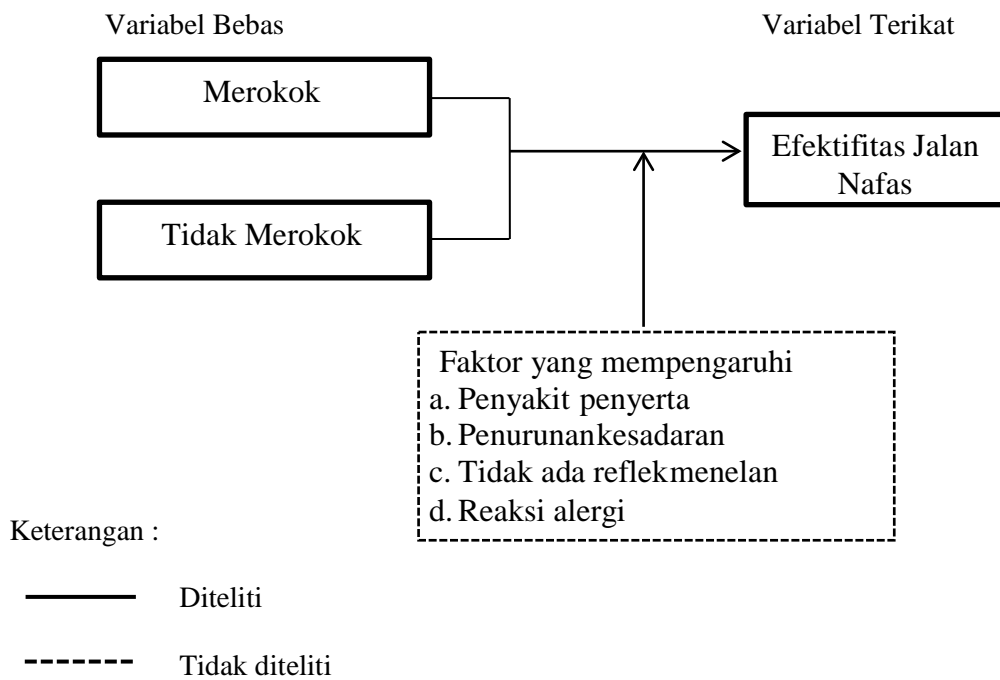 Variabel Bebas
Variabel Terikat
Merokok
Efektifitas Jalan
Nafas
Tidak Merokok
Faktor yang mempengaruhi
a. Penyakit penyerta
b. Penurunankesadaran
c. Tidak ada reflekmenelan
d. Reaksi alergi
Keterangan :
Diteliti
Tidak diteliti